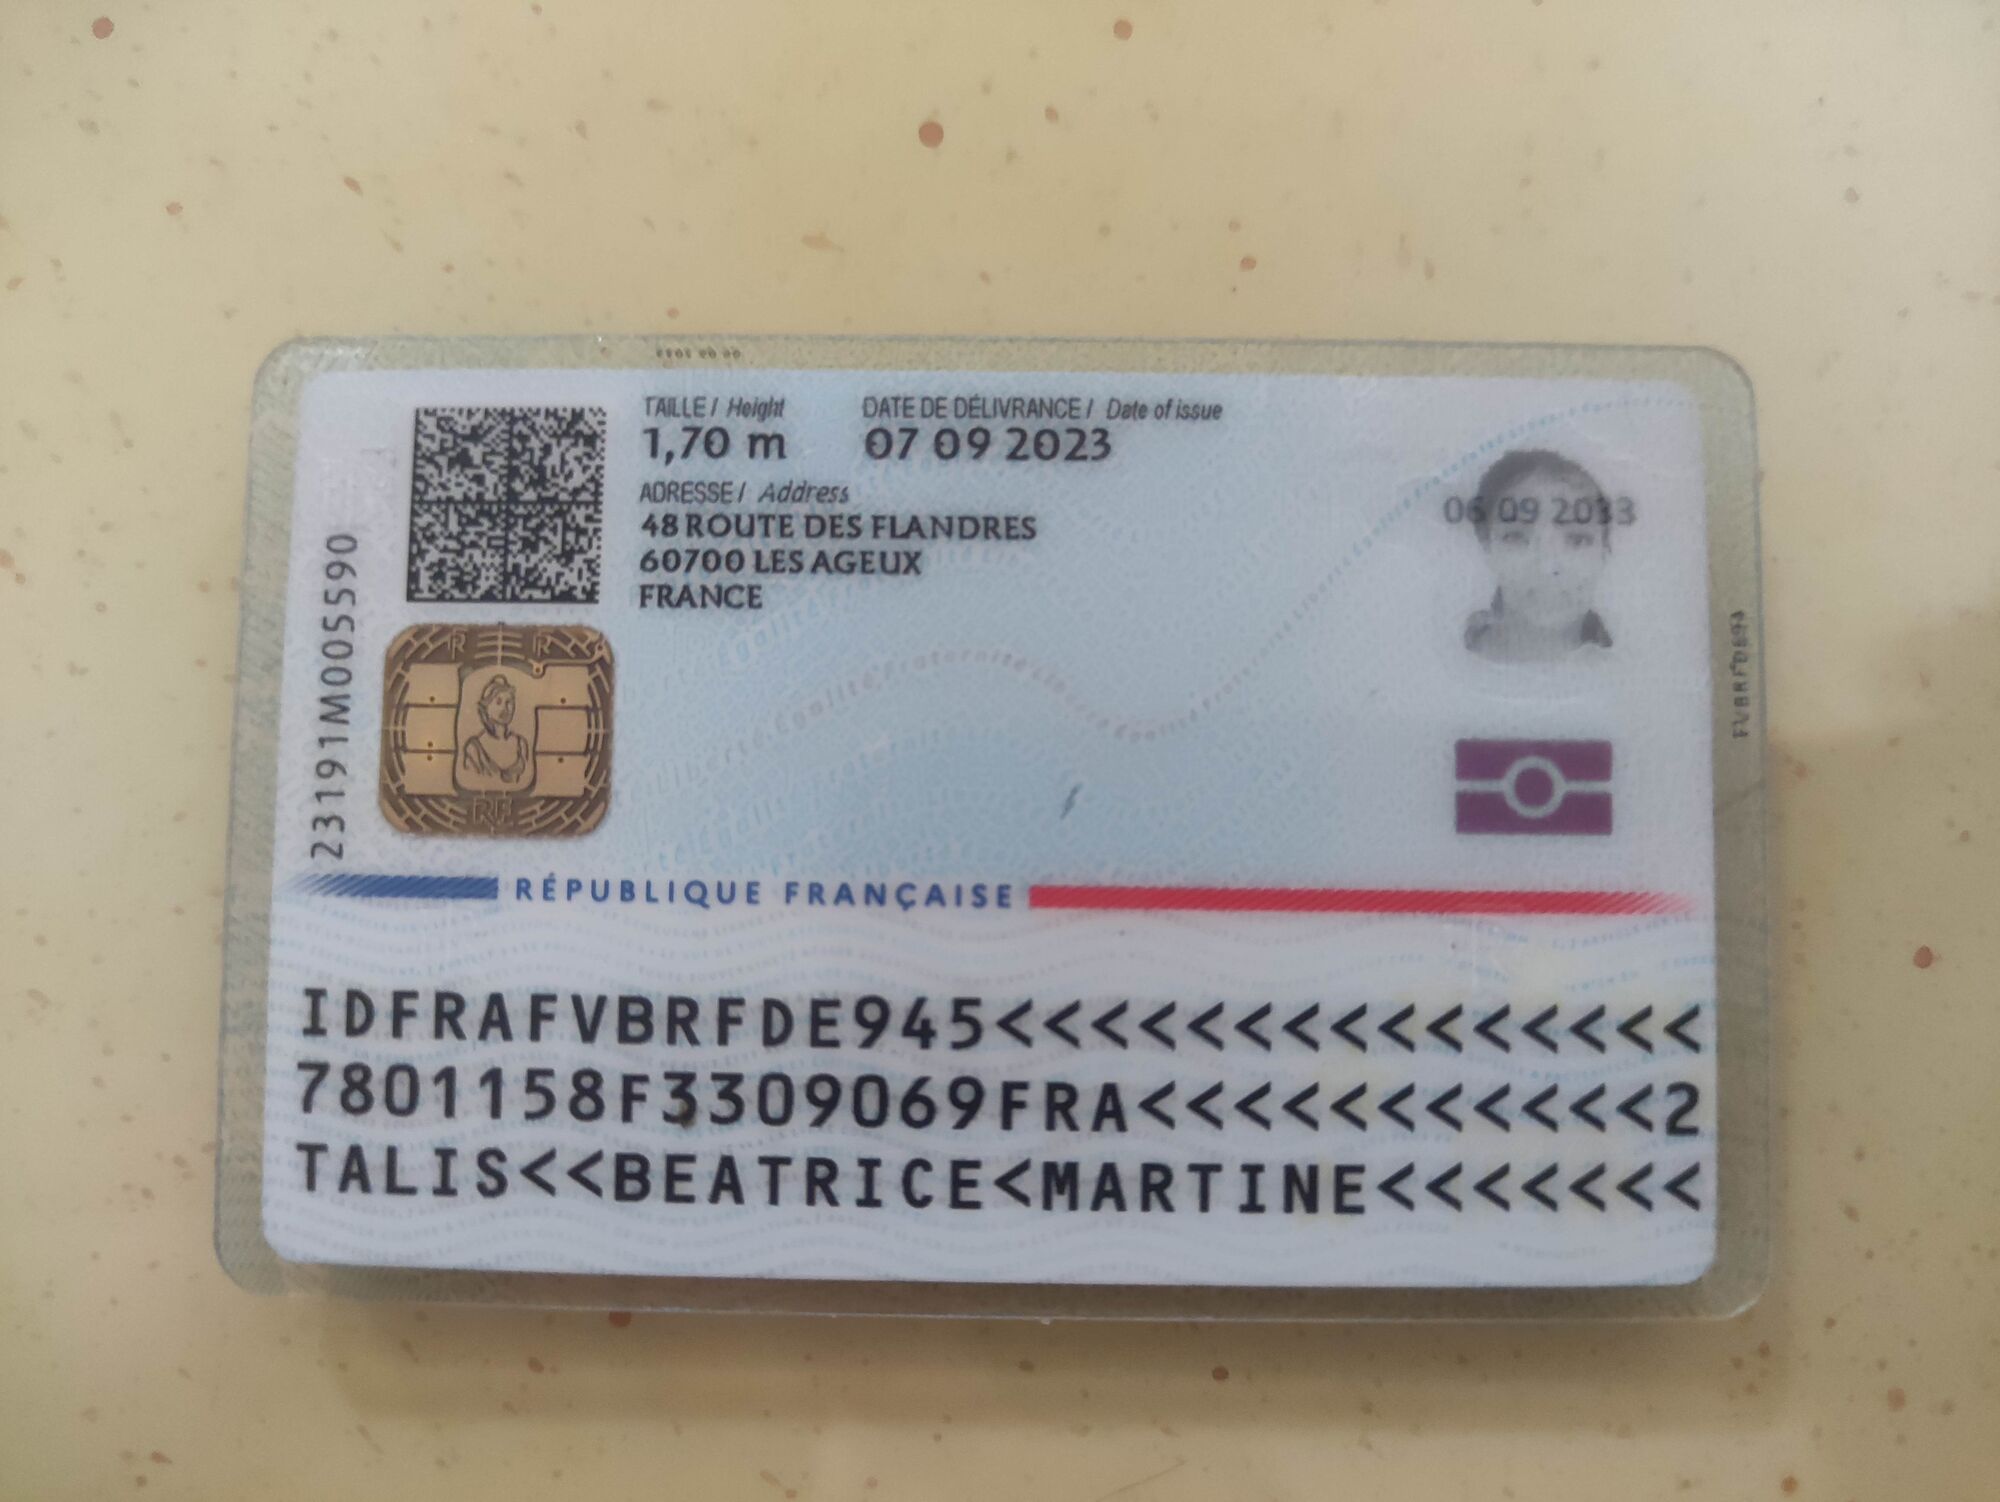 TAILLE / Height
1,70 m
DATE DE DÉLIVRANCE / Date of issue
07 09 2023
ADRESSE / Address
48 ROUTE DES FLANDRES
60700 LES AGEUX
FRANCE
06 09 2033
23191M005590
RÉPUBLIQUE FRANÇAISE
IDFRAFVBRFDE945<<<<<<<<<<<<<<<
7801158F3309069FRA<<<<<<<<<<<2
TALIS<<BEATRICE<MARTINE<<<<<<<